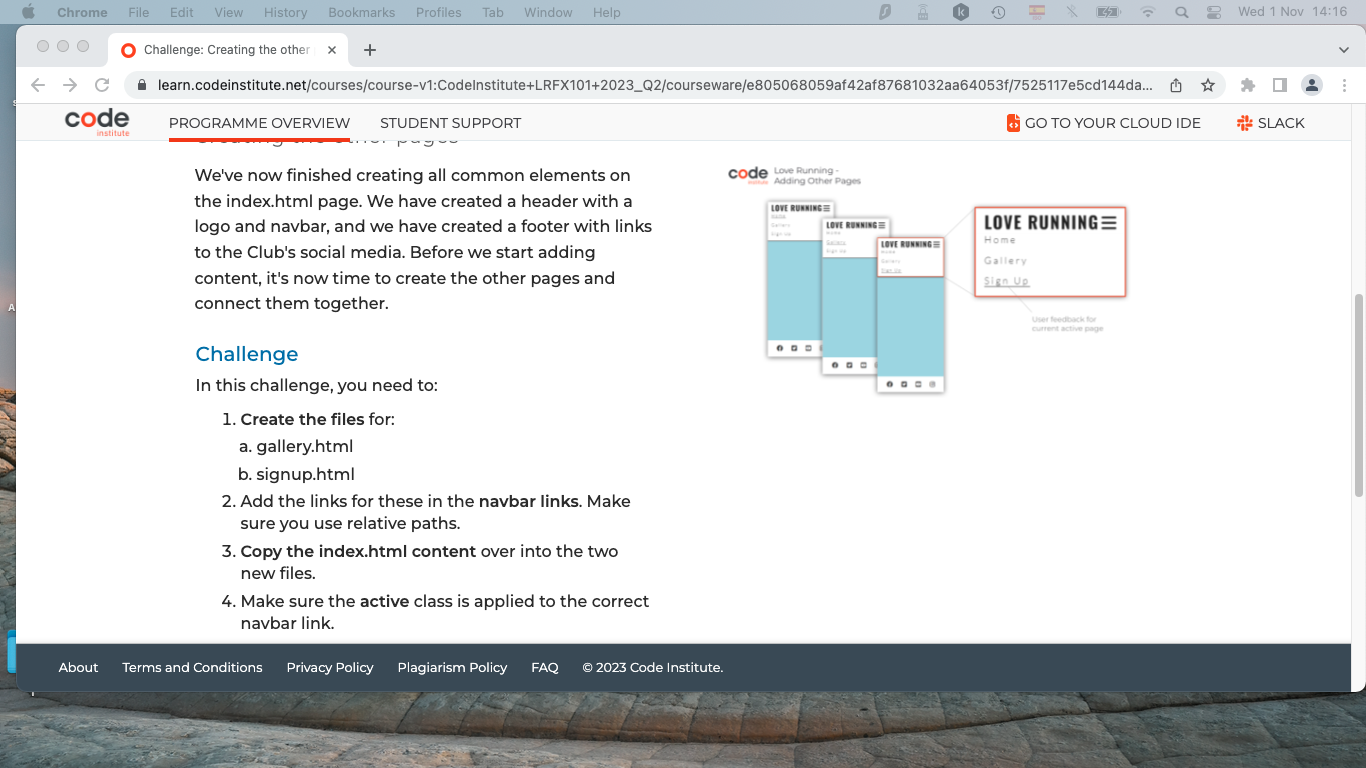 Chrome File Edit View History Bookmarks Profiles Tab Window Help Wed 1 Nov 14:16
Challenge: Creating the other
learn.codeinstitute.net/courses/course-v1:CodeInstitute+LRFX101+2023_Q2/courseware/e805068059af42af87681032aa64053f/7525117e5cd144da...
code institute
PROGRAMME OVERVIEW STUDENT SUPPORT GO TO YOUR CLOUD IDE SLACK
Creating the other pages
We've now finished creating all common elements on
the index.html page. We have created a header with a
logo and navbar, and we have created a footer with links
to the Club's social media. Before we start adding
content, it's now time to create the other pages and
connect them together.
Challenge
In this challenge, you need to:
1. Create the files for:
a. gallery.html
b. signup.html
2. Add the links for these in the navbar links. Make
sure you use relative paths.
3. Copy the index.html content over into the two
new files.
4. Make sure the active class is applied to the correct
navbar link.
code institute
Love Running -
Adding Other Pages
LOVE RUNNING
Gallery
Sign Up
LOVE RUNNING
Home
Gallery
Sign Up
LOVE RUNNING
Home
Gallery
Sign Up
LOVE RUNNING
Home
Gallery
Sign Up
User feedback for
current active page
About Terms and Conditions Privacy Policy Plagiarism Policy FAQ © 2023 Code Institute.